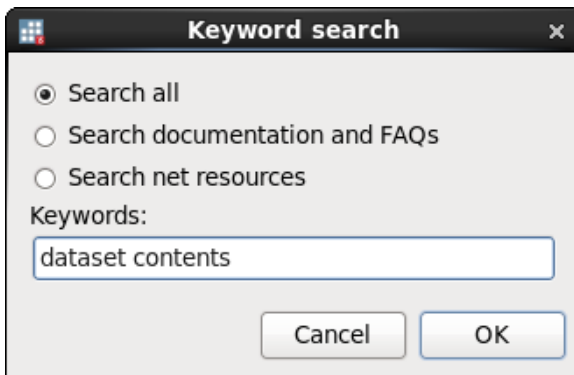 Keyword search
Search all
Search documentation and FAQs
Search net resources
Keywords:
dataset contents
Cancel OK